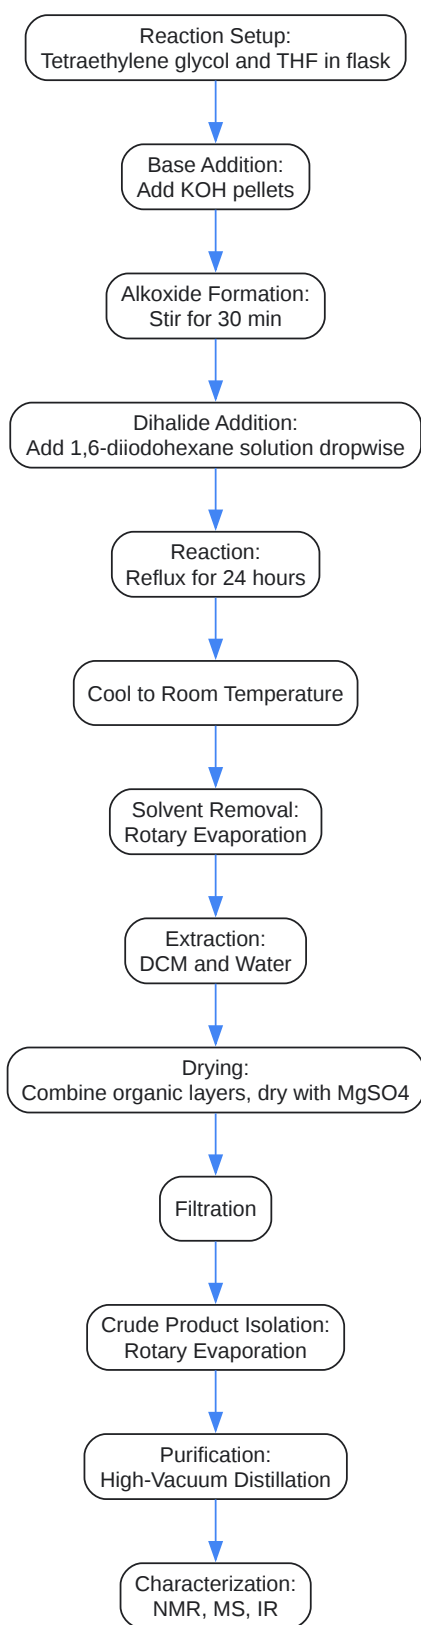 Reaction Setup:
Tetraethylene glycol and THF in flask
Base Addition:
Add KOH pellets
Alkoxide Formation:
Stir for 30 min
Dihalide Addition:
Add 1,6-diiodohexane solution dropwise
Reaction:
Reflux for 24 hours
Cool to Room Temperature
Solvent Removal:
Rotary Evaporation
Extraction:
DCM and Water
Drying:
Combine organic layers, dry with MgSO4
Filtration
Crude Product Isolation:
Rotary Evaporation
Purification:
High-Vacuum Distillation
Characterization:
NMR, MS, IR